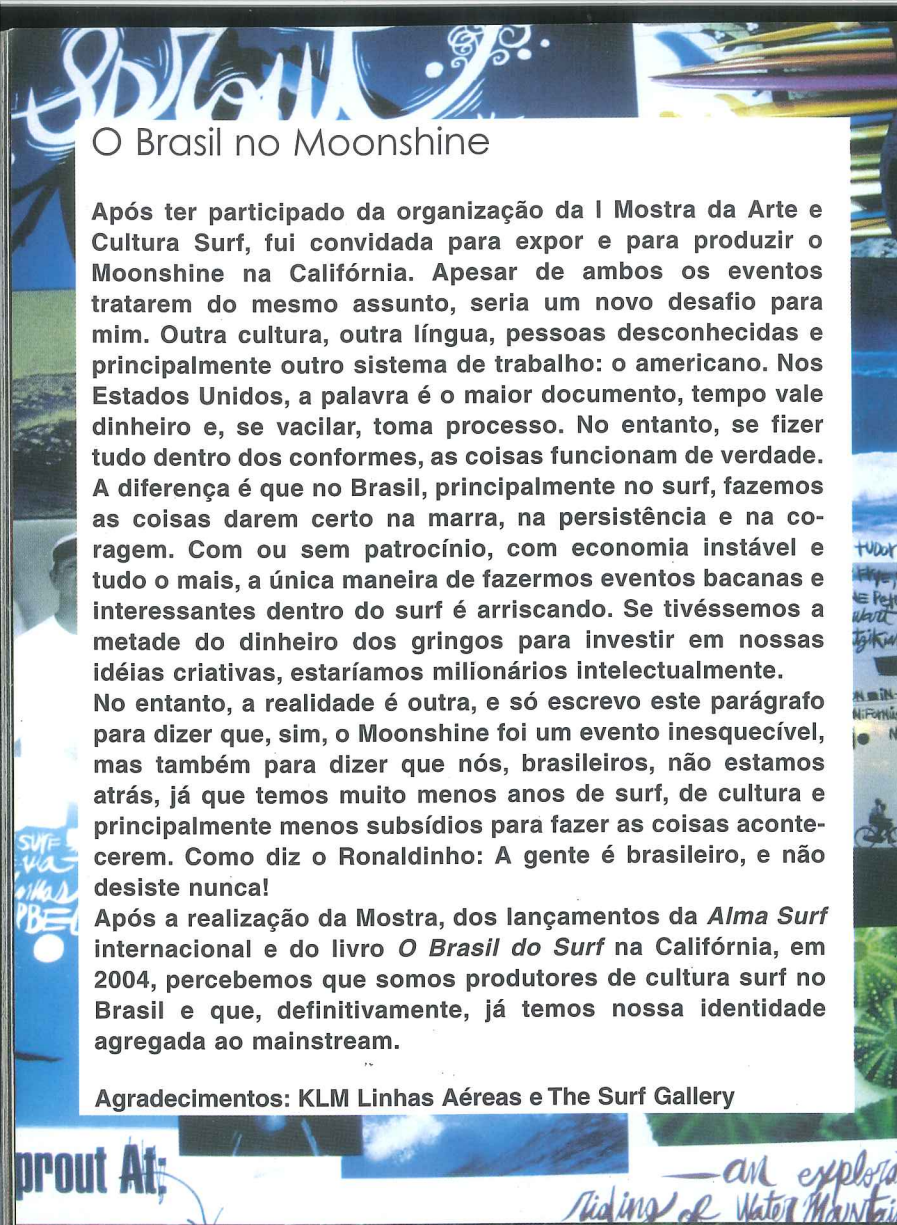 Sprout
O Brasil no Moonshine
Após ter participado da organização da I Mostra da Arte e
Cultura Surf, fui convidada para expor e para produzir o
Moonshine na Califórnia. Apesar de ambos os eventos
tratarem do mesmo assunto, seria um novo desafio para
mim. Outra cultura, outra língua, pessoas desconhecidas e
principalmente outro sistema de trabalho: o americano. Nos
Estados Unidos, a palavra é o maior documento, tempo vale
dinheiro e, se vacilar, toma processo. No entanto, se fizer
tudo dentro dos conformes, as coisas funcionam de verdade.
A diferença é que no Brasil, principalmente no surf, fazemos
as coisas darem certo na marra, na persistência e na co-
ragem. Com ou sem patrocínio, com economia instável e
tudo o mais, a única maneira de fazermos eventos bacanas e
interessantes dentro do surf é arriscando. Se tivéssemos a
metade do dinheiro dos gringos para investir em nossas
idéias criativas, estaríamos milionários intelectualmente.
No entanto, a realidade é outra, e só escrevo este parágrafo
para dizer que, sim, o Moonshine foi um evento inesquecível,
mas também para dizer que nós, brasileiros, não estamos
atrás, já que temos muito menos anos de surf, de cultura e
principalmente menos subsídios para fazer as coisas aconte-
cerem. Como diz o Ronaldinho: A gente é brasileiro, e não
desiste nunca!
Após a realização da Mostra, dos lançamentos da Alma Surf
internacional e do livro O Brasil do Surf na Califórnia, em
2004, percebemos que somos produtores de cultura surf no
Brasil e que, definitivamente, já temos nossa identidade
agregada ao mainstream.
Agradecimentos: KLM Linhas Aéreas e The Surf Gallery
prout At:
an explora
riding of Water Mountai